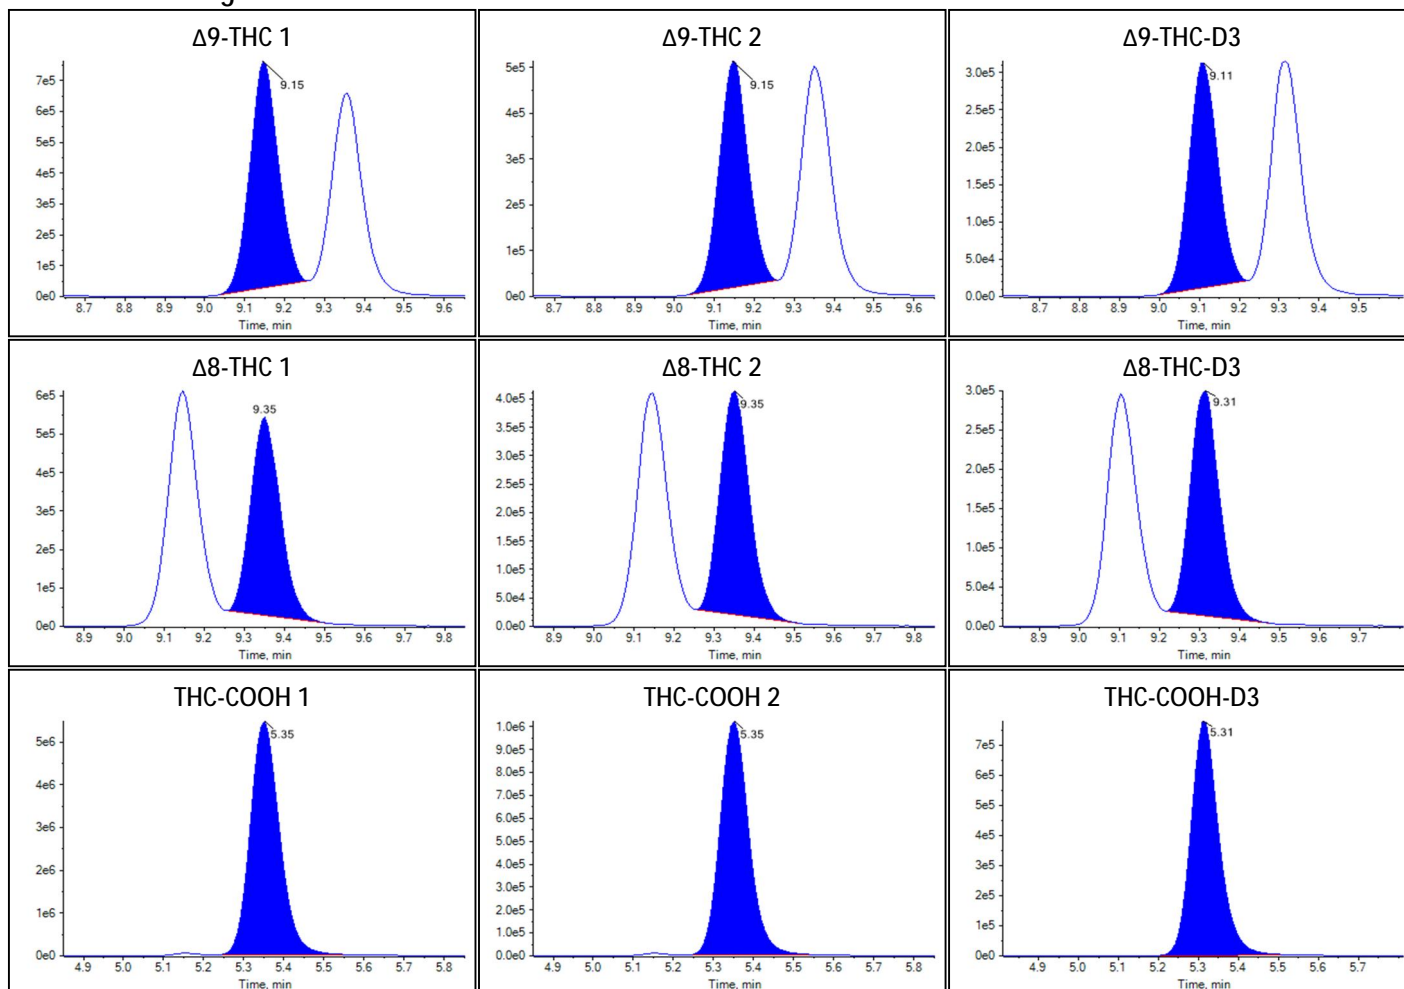 Δ9-THC 1
7e5
6e5
5e5
4e5
3e5
2e5
1e5
0e0
9.15
8.7 8.8 8.9 9.0 9.1 9.2 9.3 9.4 9.5 9.6
Time, min
Δ9-THC 2
5e5
4e5
3e5
2e5
1e5
0e0
9.15
8.7 8.8 8.9 9.0 9.1 9.2 9.3 9.4 9.5 9.6
Time, min
Δ9-THC-D3
3.0e5
2.5e5
2.0e5
1.5e5
1.0e5
5.0e4
0.0e0
9.11
8.7 8.8 8.9 9.0 9.1 9.2 9.3 9.4 9.5
Time, min
Δ8-THC 1
6e5
5e5
4e5
3e5
2e5
1e5
0e0
9.35
8.9 9.0 9.1 9.2 9.3 9.4 9.5 9.6 9.7 9.8
Time, min
Δ8-THC 2
4.0e5
3.5e5
3.0e5
2.5e5
2.0e5
1.5e5
1.0e5
5.0e4
0.0e0
9.35
8.9 9.0 9.1 9.2 9.3 9.4 9.5 9.6 9.7 9.8
Time, min
Δ8-THC-D3
3.0e5
2.5e5
2.0e5
1.5e5
1.0e5
5.0e4
0.0e0
9.31
8.9 9.0 9.1 9.2 9.3 9.4 9.5 9.6 9.7
Time, min
THC-COOH 1
5e6
4e6
3e6
2e6
1e6
0e0
5.35
4.9 5.0 5.1 5.2 5.3 5.4 5.5 5.6 5.7 5.8
Time, min
THC-COOH 2
1.0e6
9.0e5
8.0e5
7.0e5
6.0e5
5.0e5
4.0e5
3.0e5
2.0e5
1.0e5
0.0e0
5.35
4.9 5.0 5.1 5.2 5.3 5.4 5.5 5.6 5.7 5.8
Time, min
THC-COOH-D3
7e5
6e5
5e5
4e5
3e5
2e5
1e5
0e0
5.31
4.9 5.0 5.1 5.2 5.3 5.4 5.5 5.6 5.7
Time, min